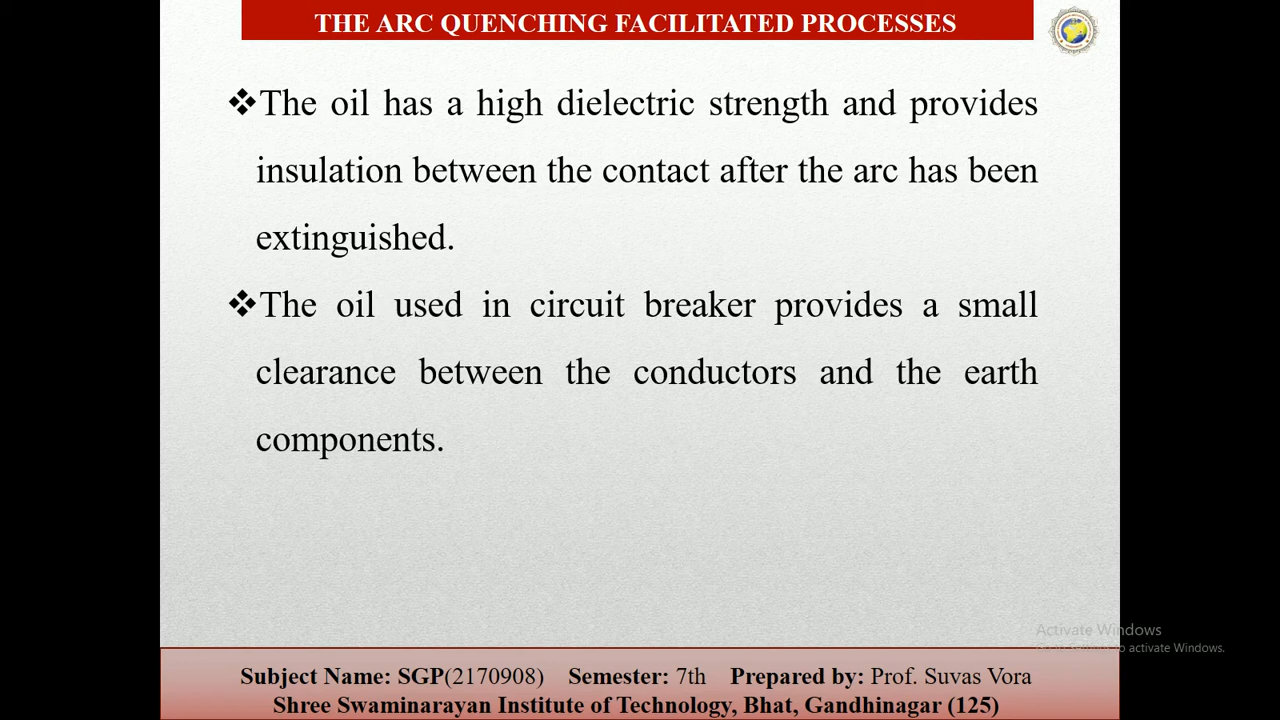 THE ARC QUENCHING FACILITATED PROCESSES
❖The oil has a high dielectric strength and provides
insulation between the contact after the arc has been
extinguished.
❖The oil used in circuit breaker provides a small
clearance between the conductors and the earth
components.
Activate Windows
to activate Windows.
Subject Name: SGP(2170908) Semester: 7th Prepared by: Prof. Suvas Vora
Shree Swaminarayan Institute of Technology, Bhat, Gandhinagar (125)